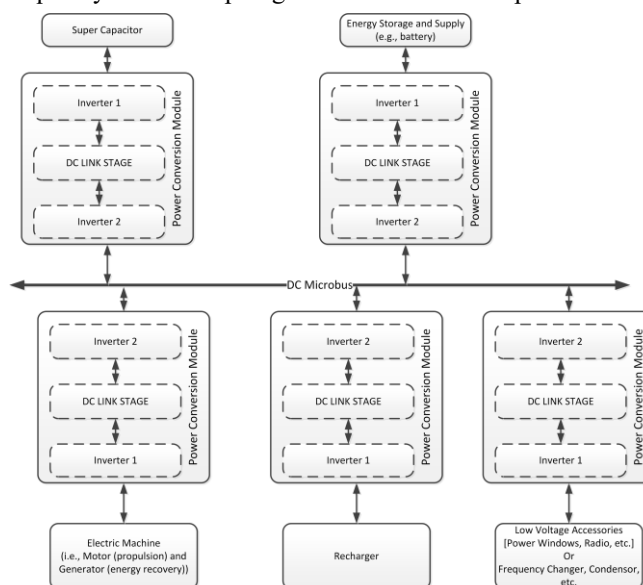 Super Capacitor
Inverter 1
DC LINK STAGE
Inverter 2
Power Conversion Module
Energy Storage and Supply
(e.g., battery)
Inverter 1
DC LINK STAGE
Inverter 2
Power Conversion Module
DC Microbus
Inverter 2
DC LINK STAGE
Inverter 1
Power Conversion Module
Electric Machine
(i.e., Motor (propulsion) and
Generator (energy recovery))
Inverter 2
DC LINK STAGE
Inverter 1
Power Conversion Module
Recharger
Inverter 2
DC LINK STAGE
Inverter 1
Power Conversion Module
Low Voltage Accessories
[Power Windows, Radio, etc.]
Or
Frequency Changer, Condensor,
etc.